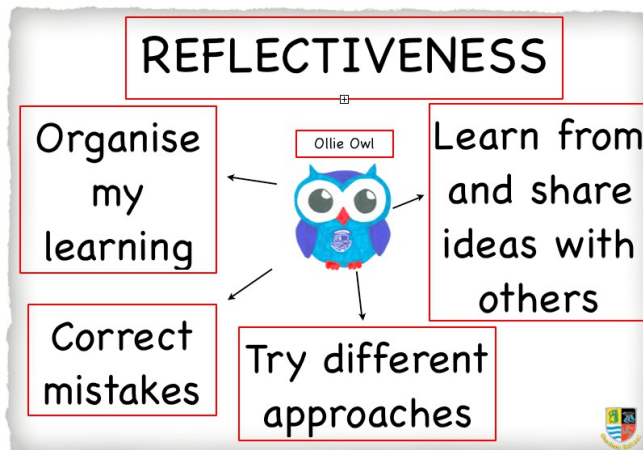 REFLECTIVENESS
Ollie Owl
Organise
my
learning
Learn from
and share
ideas with
others
Correct
mistakes
Try different
approaches